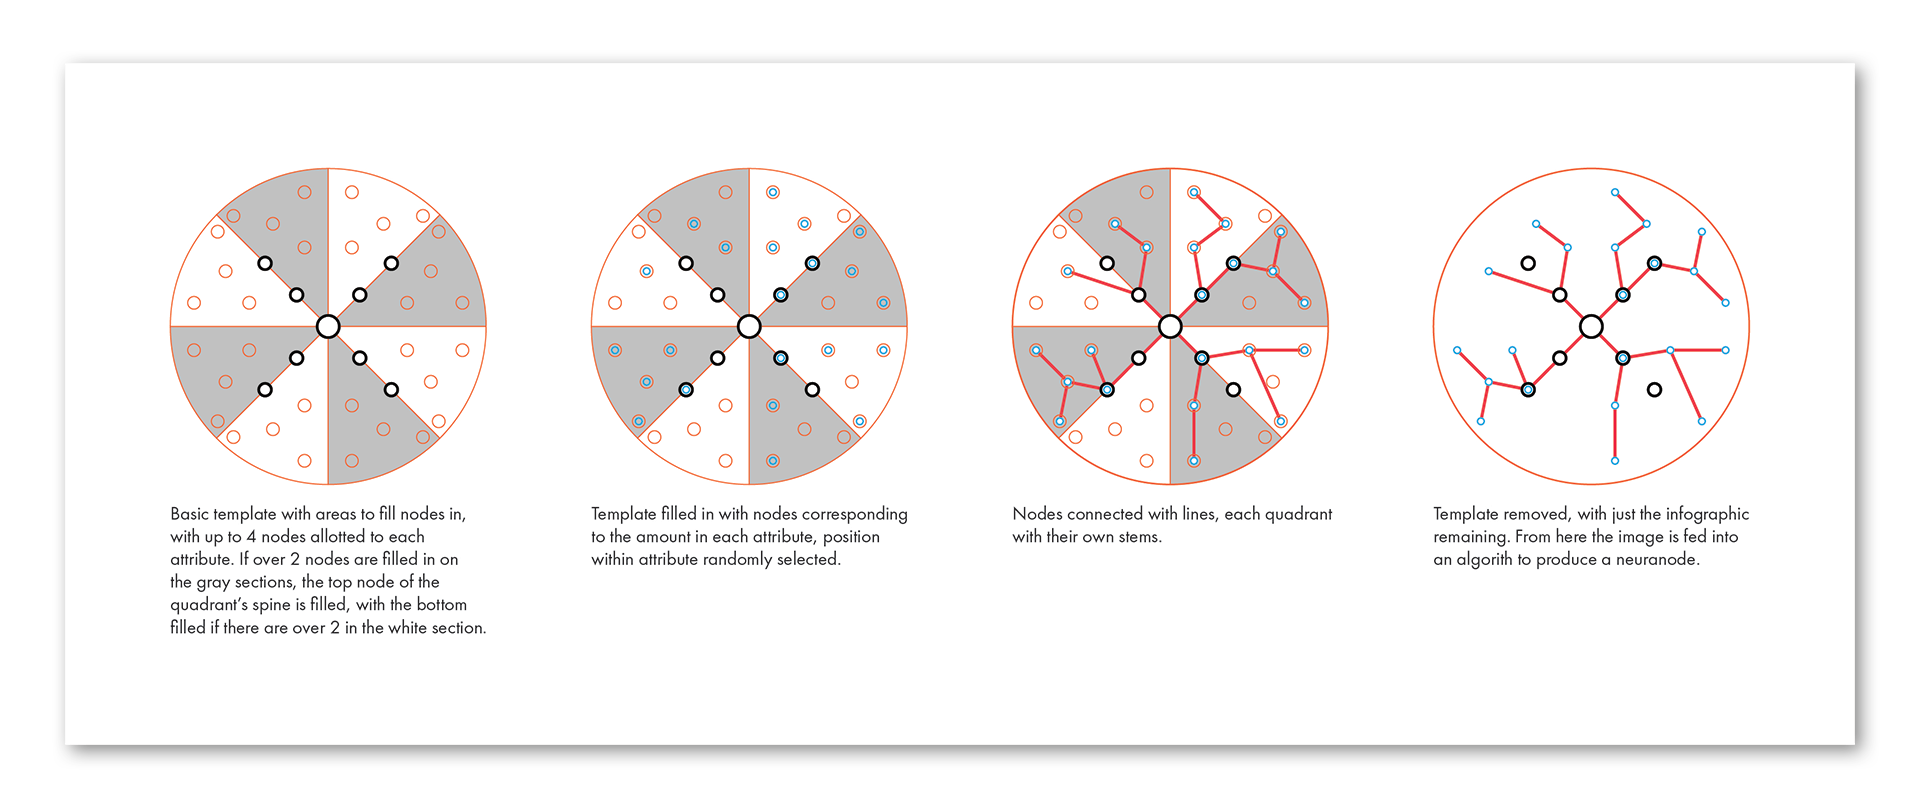 Basic template with areas to fill nodes in,
with up to 4 nodes allotted to each
attribute. If over 2 nodes are filled in on
the gray sections, the top node of the
quadrant's spine is filled, with the bottom
filled if there are over 2 in the white section.
Template filled in with nodes corresponding
to the amount in each attribute, position
within attribute randomly selected.
Nodes connected with lines, each quadrant
with their own stems.
Template removed, with just the infographic
remaining. From here the image is fed into
an algorith to produce a neuranode.